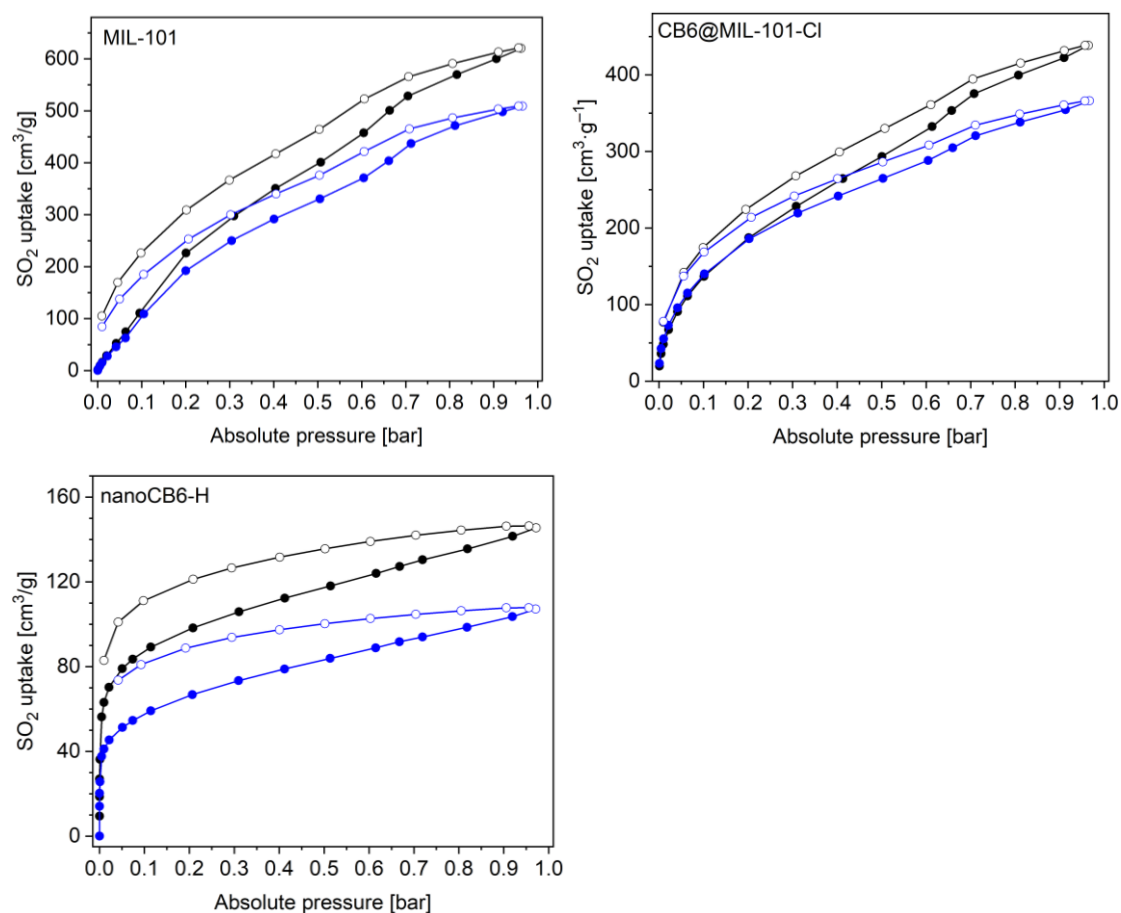 MIL-101
SO₂ uptake [cm³/g]
600
500
400
300
200
100
0
0.0 0.1 0.2 0.3 0.4 0.5 0.6 0.7 0.8 0.9 1.0
Absolute pressure [bar]
CB6@MIL-101-Cl
SO₂ uptake [cm³·g⁻¹]
400
300
200
100
0
0.0 0.1 0.2 0.3 0.4 0.5 0.6 0.7 0.8 0.9 1.0
Absolute pressure [bar]
nanoCB6-H
SO₂ uptake [cm³/g]
160
120
80
40
0
0.0 0.1 0.2 0.3 0.4 0.5 0.6 0.7 0.8 0.9 1.0
Absolute pressure [bar]